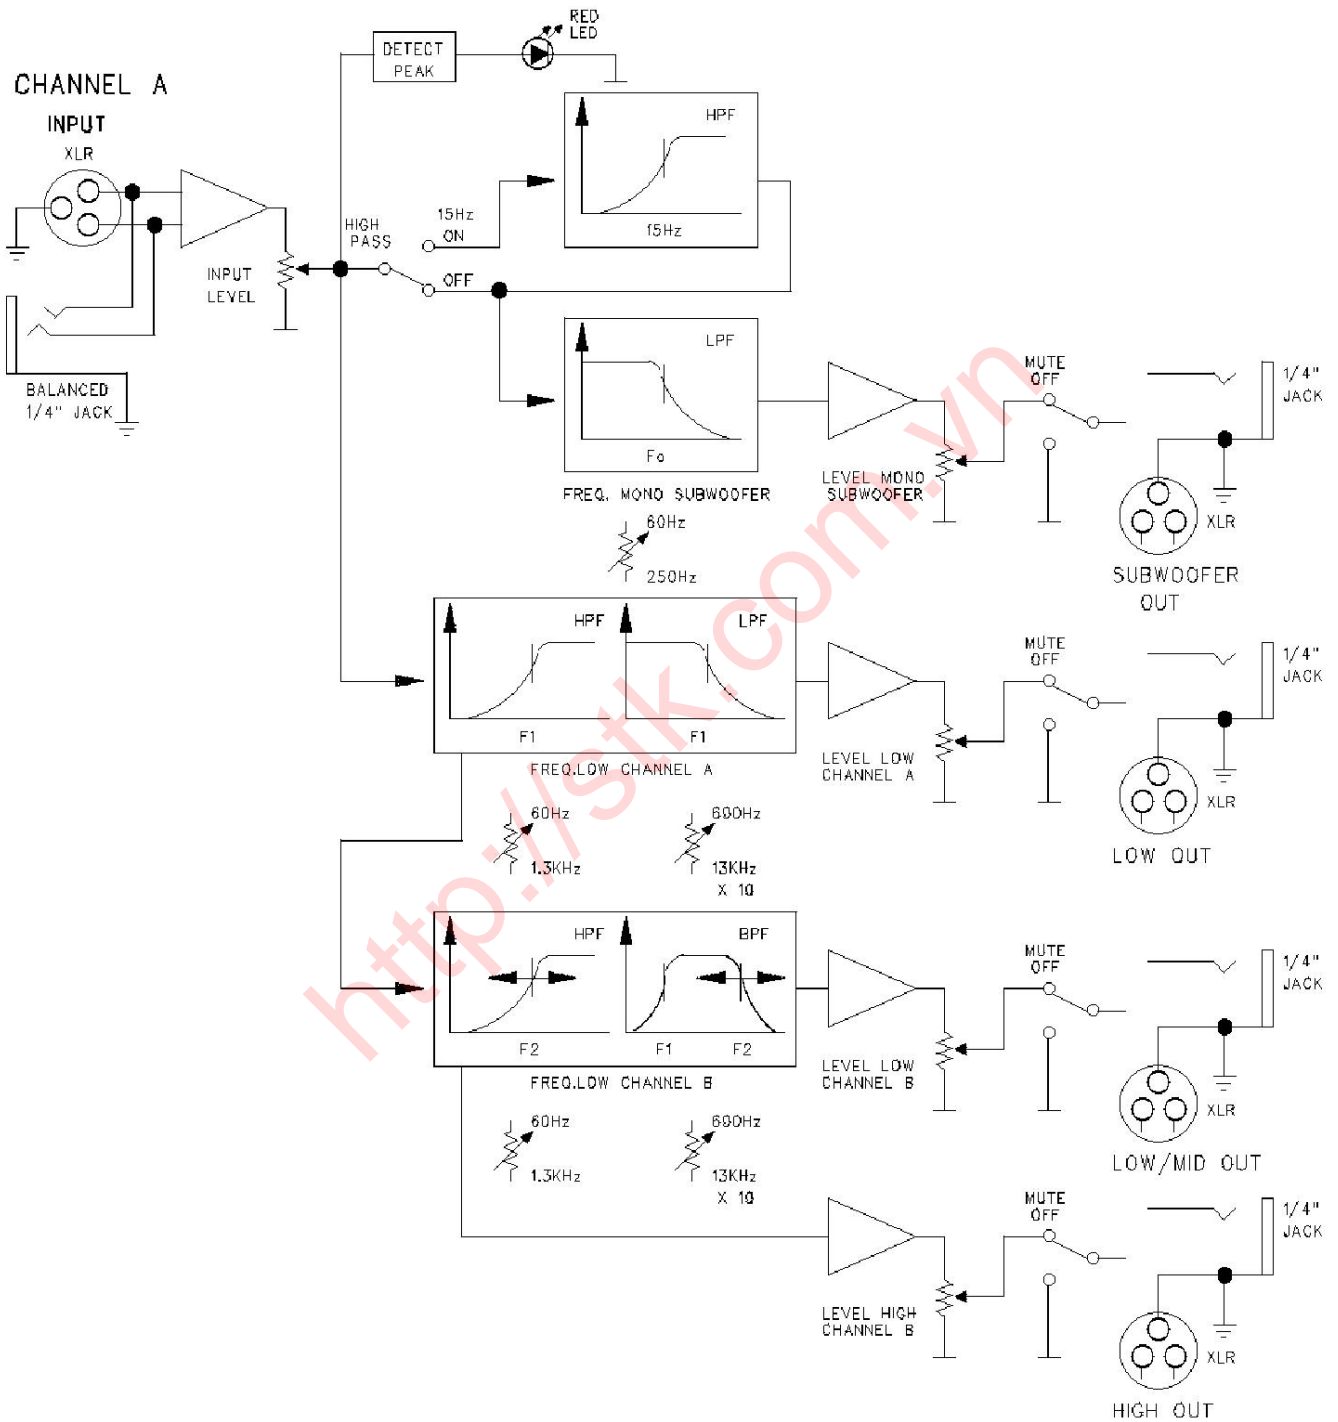 RED
LED
DETECT
PEAK
CHANNEL A
INPUT
XLR
HPF
15Hz
HIGH
PASS
15Hz
ON
OFF
INPUT
LEVEL
BALANCED
1/4" JACK
LPF
Fo
FREQ. MONO SUBWOOFER
60Hz
250Hz
LEVEL MONO
SUBWOOFER
MUTE
OFF
1/4"
JACK
XLR
SUBWOOFER
OUT
HPF
LPF
F1
F1
FREQ.LOW CHANNEL A
60Hz
1.3KHz
600Hz
13KHz
X 10
LEVEL LOW
CHANNEL A
MUTE
OFF
1/4"
JACK
XLR
LOW OUT
HPF
BPF
F2
F1
F2
FREQ.LOW CHANNEL B
60Hz
1.3KHz
600Hz
13KHz
X 10
LEVEL LOW
CHANNEL B
MUTE
OFF
1/4"
JACK
XLR
LOW/MID OUT
LEVEL HIGH
CHANNEL B
MUTE
OFF
1/4"
JACK
XLR
HIGH OUT
http://stk.com.vn